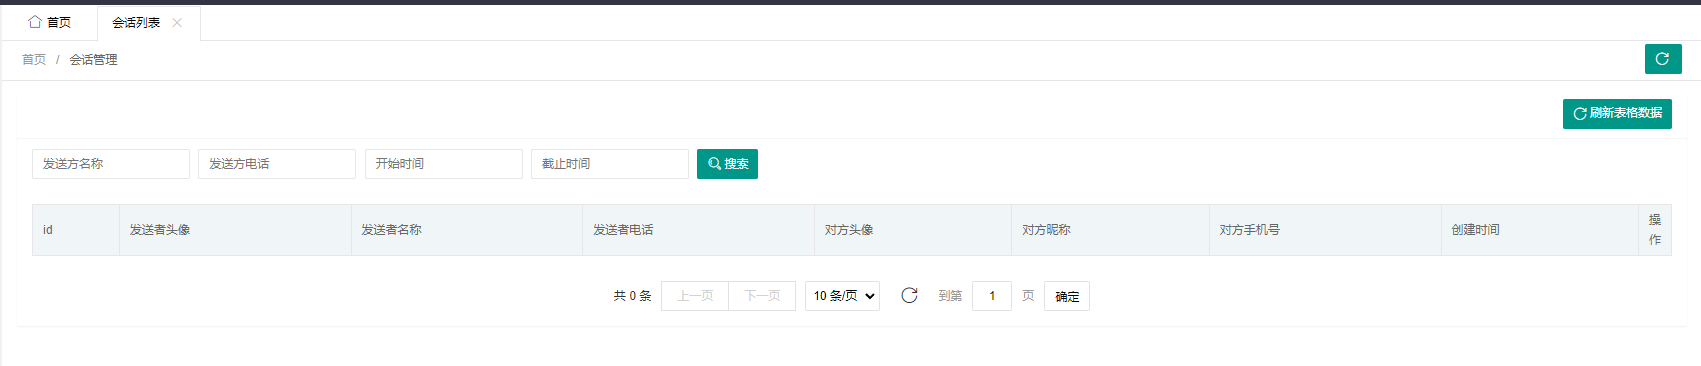 首页 会话列表
首页 / 会话管理
刷新表格数据
发送方名称 发送方电话 开始时间 截止时间 搜索
id 发送者头像 发送者名称 发送者电话 对方头像 对方昵称 对方手机号 创建时间 操作
共 0 条 上一页 下一页 10 条/页 到第 1 页 确定